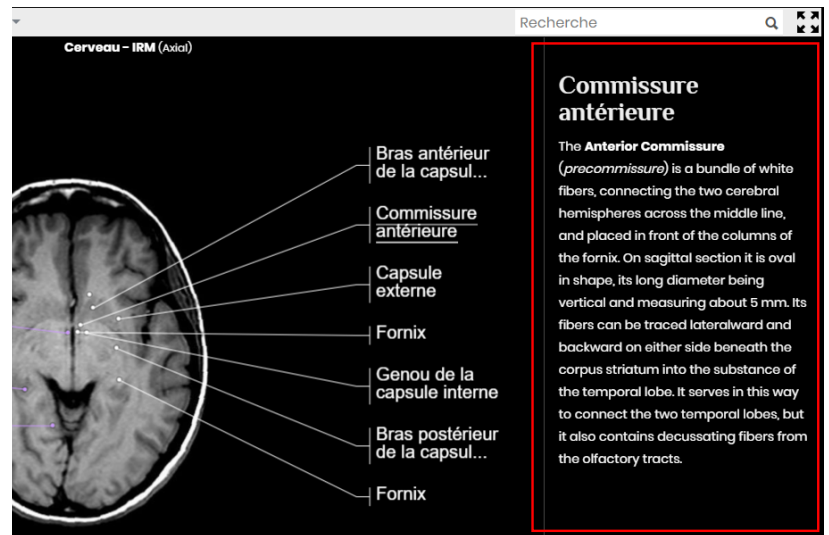 Recherche
Cerveau - IRM (Axial)
Bras antérieur
de la capsul...
Commissure
antérieure
Capsule
externe
Fornix
Genou de la
capsule interne
Bras postérieur
de la capsul...
Fornix
Commissure
antérieure
The Anterior Commissure
(precommissure) is a bundle of white
fibers, connecting the two cerebral
hemispheres across the middle line,
and placed in front of the columns of
the fornix. On sagittal section it is oval
in shape, its long diameter being
vertical and measuring about 5 mm. Its
fibers can be traced lateralward and
backward on either side beneath the
corpus striatum into the substance of
the temporal lobe. It serves in this way
to connect the two temporal lobes, but
it also contains decussating fibers from
the olfactory tracts.